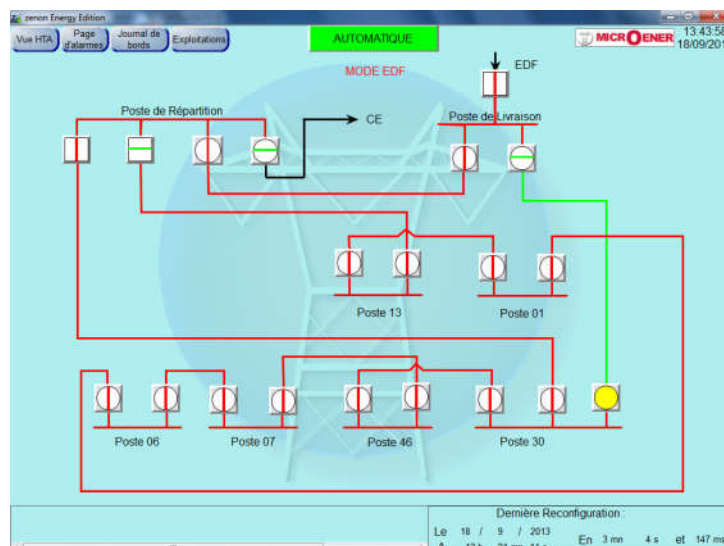 zenon Energy Edition
Vue HTA
Page
d'alarmes
Journal de
bords
Exploitations
AUTOMATIQUE
MICROENER
13:43:58
18/09/201
MODE EDF
EDF
Poste de Répartition
CE
Poste de Livraison
Poste 13
Poste 01
Poste 06
Poste 07
Poste 46
Poste 30
Dernière Reconfiguration :
Le 18 / 9 / 2013
En 3 mn 4 s et 147 ms